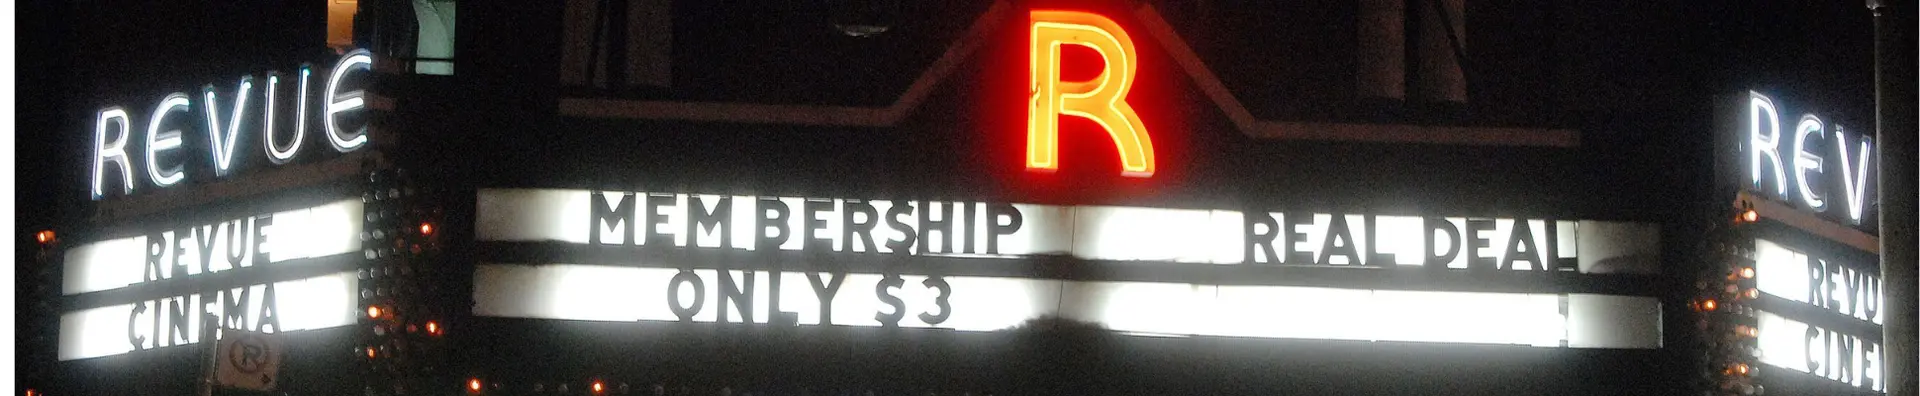 REVUE
REVUE
CINEMA
R
MEMBERSHIP REAL DEAL
ONLY $3
R
REV
REVU
CINE